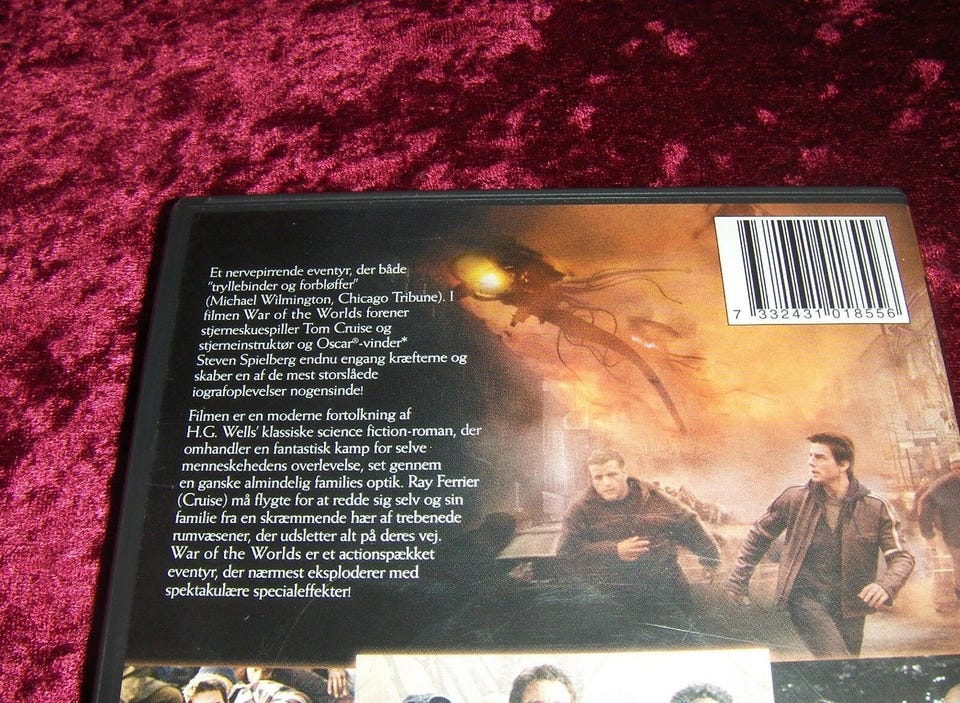 Et nervepirrende eventyr, der både
"tryllebinder og forbløffer"
(Michael Wilmington, Chicago Tribune). I
filmen War of the Worlds forener
stjerneskuespiller Tom Cruise og
stjerneinstruktør og Oscar®-vinder*
Steven Spielberg endnu engang kræfterne og
skaber en af de mest storslåede
iografoplevelser nogensinde!
Filmen er en moderne fortolkning af
H.G. Wells' klassiske science fiction-roman, der
omhandler en fantastisk kamp for selve
menneskehedens overlevelse, set gennem
en ganske almindelig families optik. Ray Ferrier
(Cruise) må flygte for at redde sig selv og sin
familie fra en skræmmende hær af trebenede
rumvæsener, der udsletter alt på deres vej.
War of the Worlds er et actionspækket
eventyr, der nærmest eksploderer med
spektakulære specialeffekter!
7 332431 018556